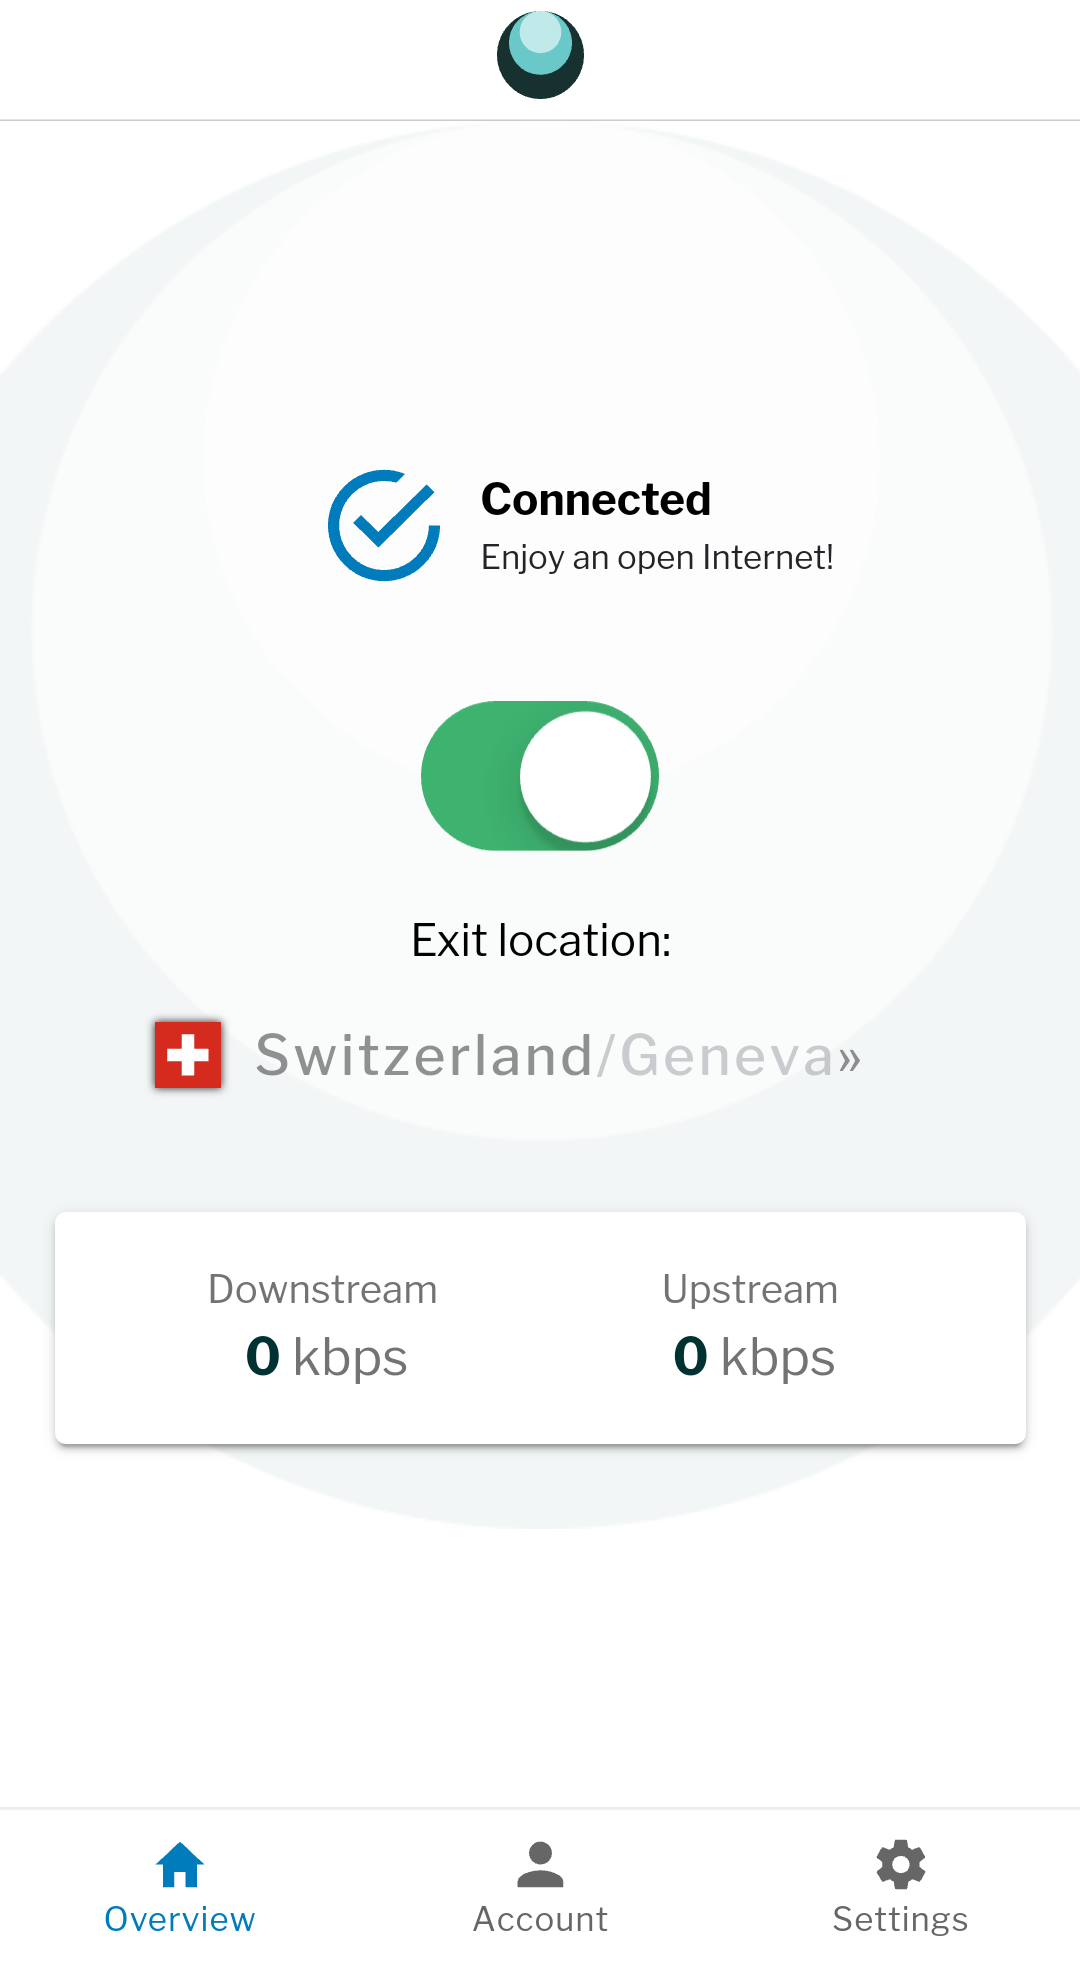 Connected
Enjoy an open Internet!
Exit location:
Switzerland/Geneva»
Downstream Upstream
0 kbps 0 kbps
Overview Account Settings